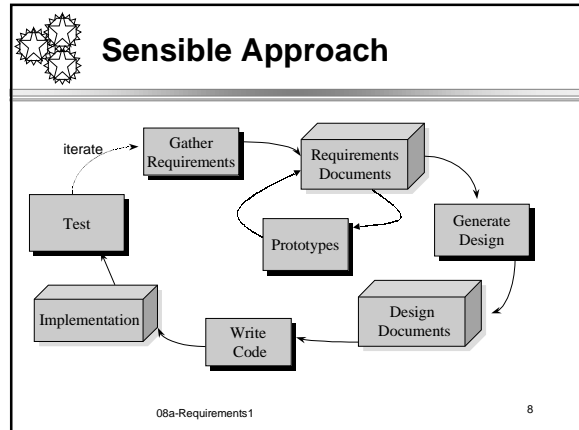 Sensible Approach
iterate
Gather
Requirements
Requirements
Documents
Test
Prototypes
Generate
Design
Implementation
Write
Code
Design
Documents
08a-Requirements1
8